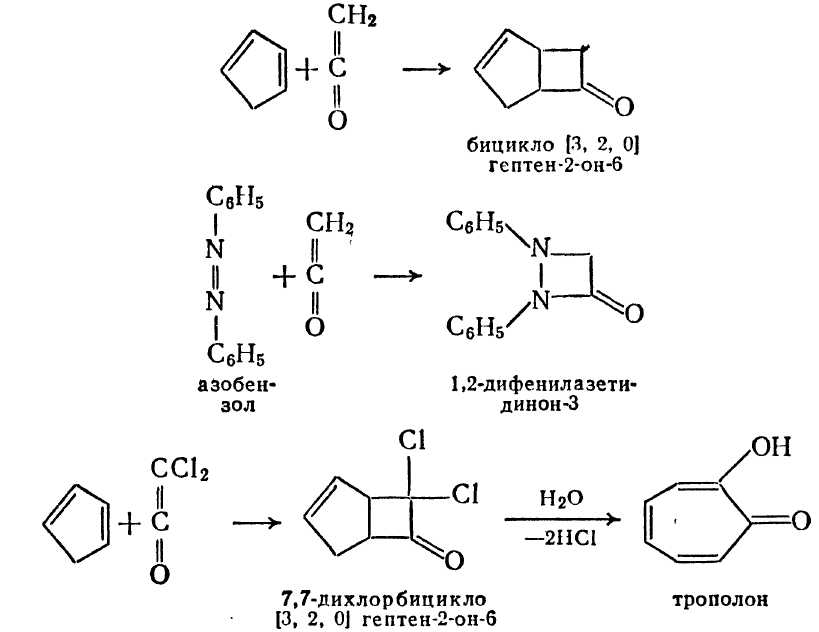 CH₂
C
O
O
бицикло [3, 2, 0]
гептен-2-он-6
C₆H₅
N
N
C₆H₅
азобен-
зол
+
CH₂
C
O
C₆H₅
N
N
C₆H₅
O
1,2-дифенилазети-
динон-3
+
CCl₂
C
O
Cl
Cl
O
7,7-дихлорбицикло
[3, 2, 0] гептен-2-он-6
H₂O
—2HCl
OH
O
трополон